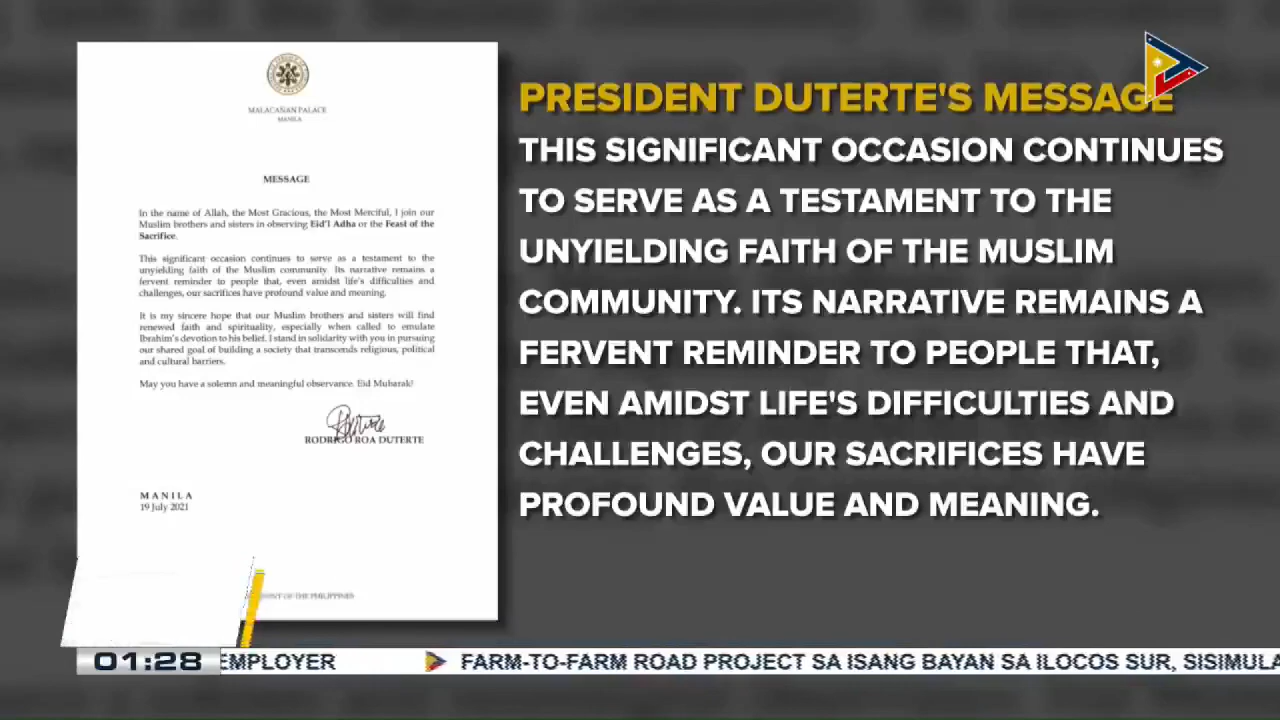 MALACAÑAN PALACE
MANILA
MESSAGE
In the name of Allah, the Most Gracious, the Most Merciful, I join our
Muslim brothers and sisters in observing Eid'l Adha or the Feast of the
Sacrifice.
This significant occasion continues to serve as a testament to the
unyielding faith of the Muslim community. Its narrative remains a
fervent reminder to people that, even amidst life's difficulties and
challenges, our sacrifices have profound value and meaning.
It is my sincere hope that our Muslim brothers and sisters will find
renewed faith and spirituality, especially when called to emulate
Ibrahim's devotion to his belief. I stand in solidarity with you in pursuing
our shared goal of building a society that transcends religious, political
and cultural barriers.
May you have a solemn and meaningful observance. Eid Mubarak!
RODRIGO ROA DUTERTE
MANILA
19 July 2021
OF THE PHILIPPINES
PRESIDENT DUTERTE'S MESSAGE
THIS SIGNIFICANT OCCASION CONTINUES
TO SERVE AS A TESTAMENT TO THE
UNYIELDING FAITH OF THE MUSLIM
COMMUNITY. ITS NARRATIVE REMAINS A
FERVENT REMINDER TO PEOPLE THAT,
EVEN AMIDST LIFE'S DIFFICULTIES AND
CHALLENGES, OUR SACRIFICES HAVE
PROFOUND VALUE AND MEANING.
01:28 EMPLOYER FARM-TO-FARM ROAD PROJECT SA ISANG BAYAN SA ILOCOS SUR, SISIMULA